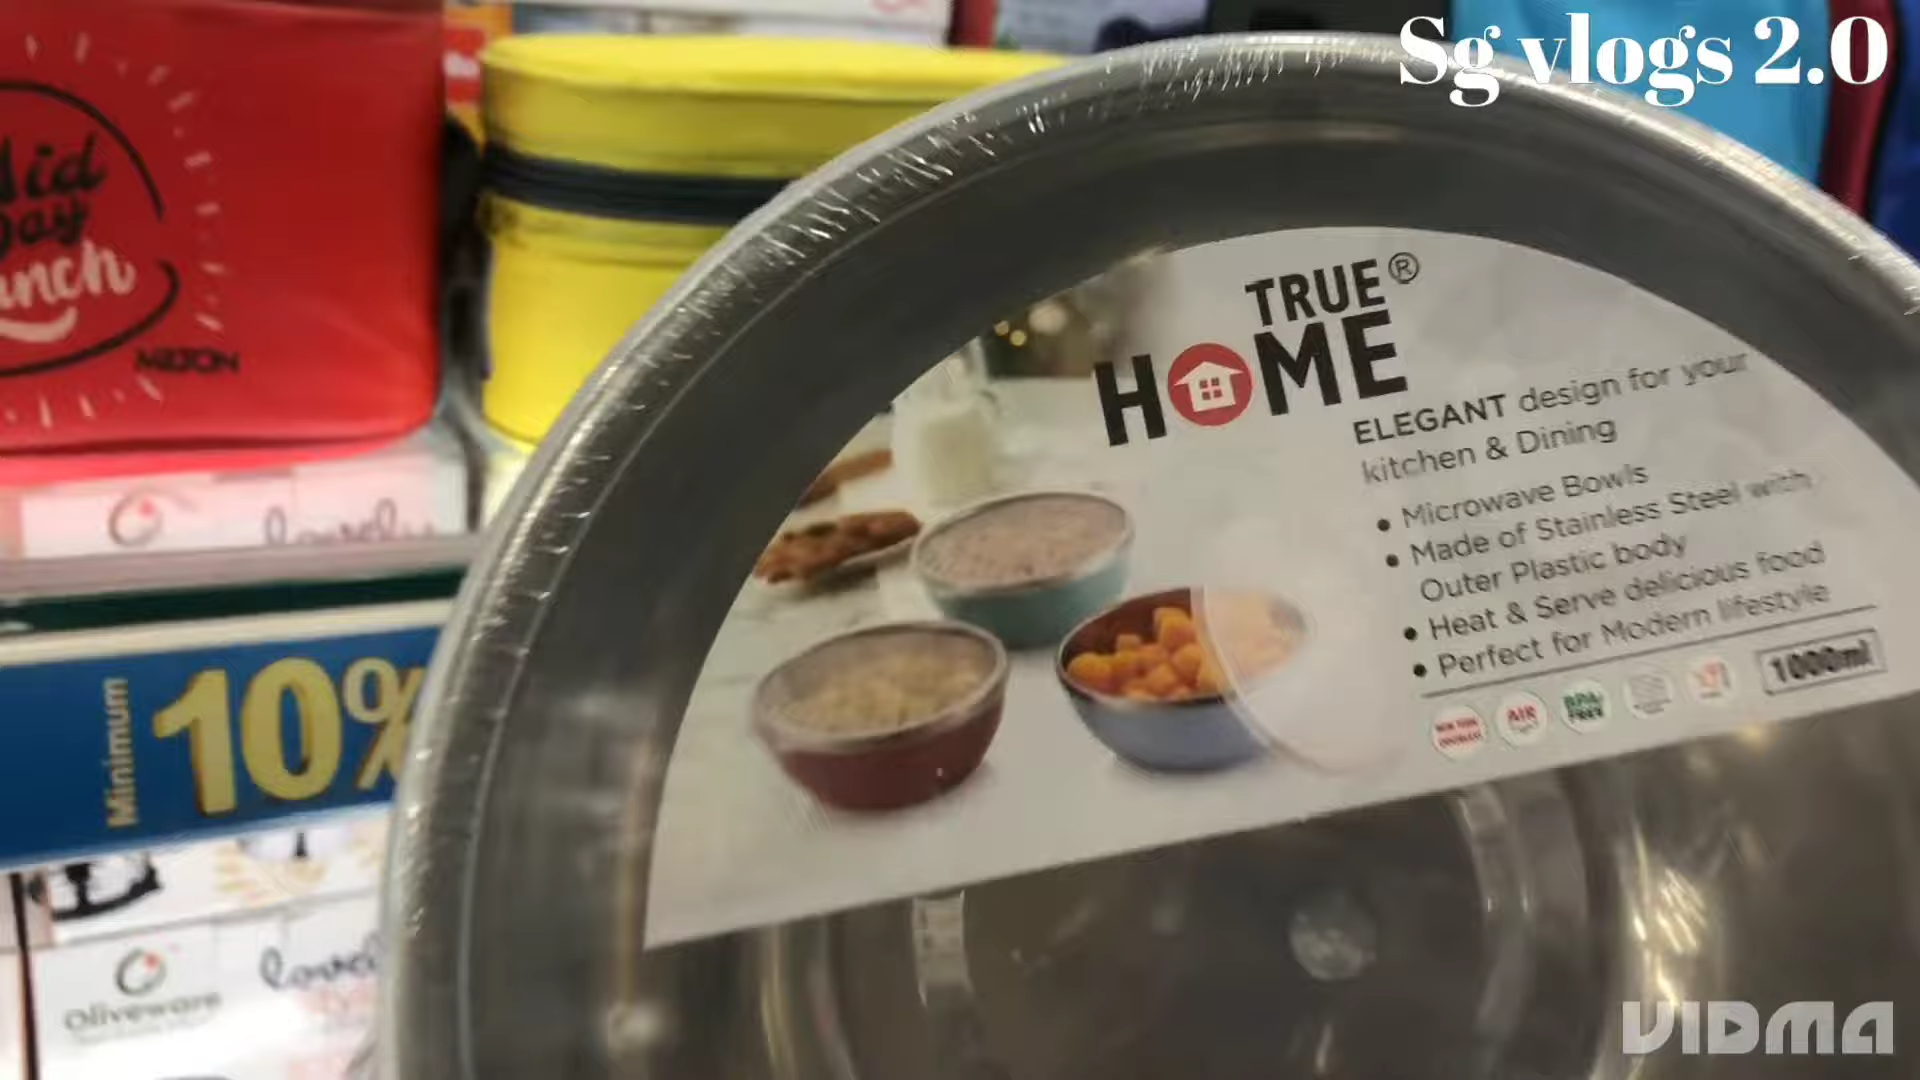 Sg vlogs 2.0
Day
MILTON
TRUE®
HOME
ELEGANT design for your
kitchen & Dining
• Microwave Bowls
• Made of Stainless Steel with
Outer Plastic body
• Heat & Serve delicious food
• Perfect for Modern lifestyle
AIR
BPA
FREE
1000ml
Minimum
10%
Oliveware
VIDMA